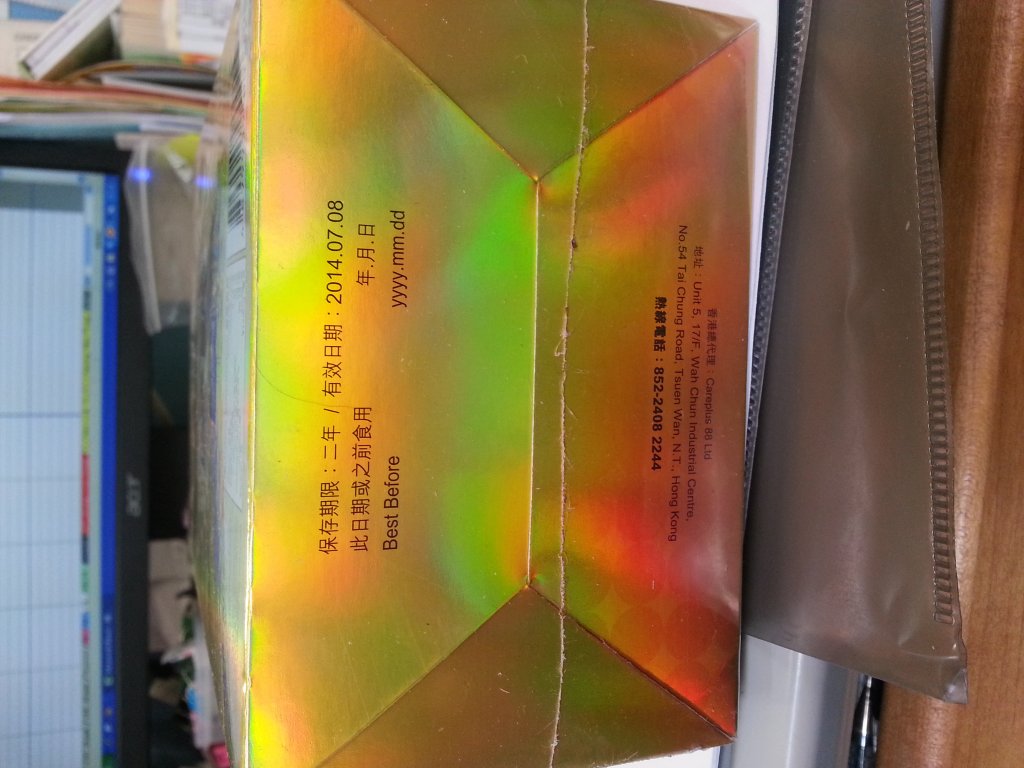 保存期限：二年 / 有效日期：2014.07.08
此日期或之前食用 年.月.日
Best Before yyyy.mm.dd
香港總代理：Careplus 88 Ltd
地址：Unit 5, 17/F, Wah Chun Industrial Centre,
No.54 Tai Chung Road, Tsuen Wan, N.T., Hong Kong
熱線電話：852-2408 2244
acer